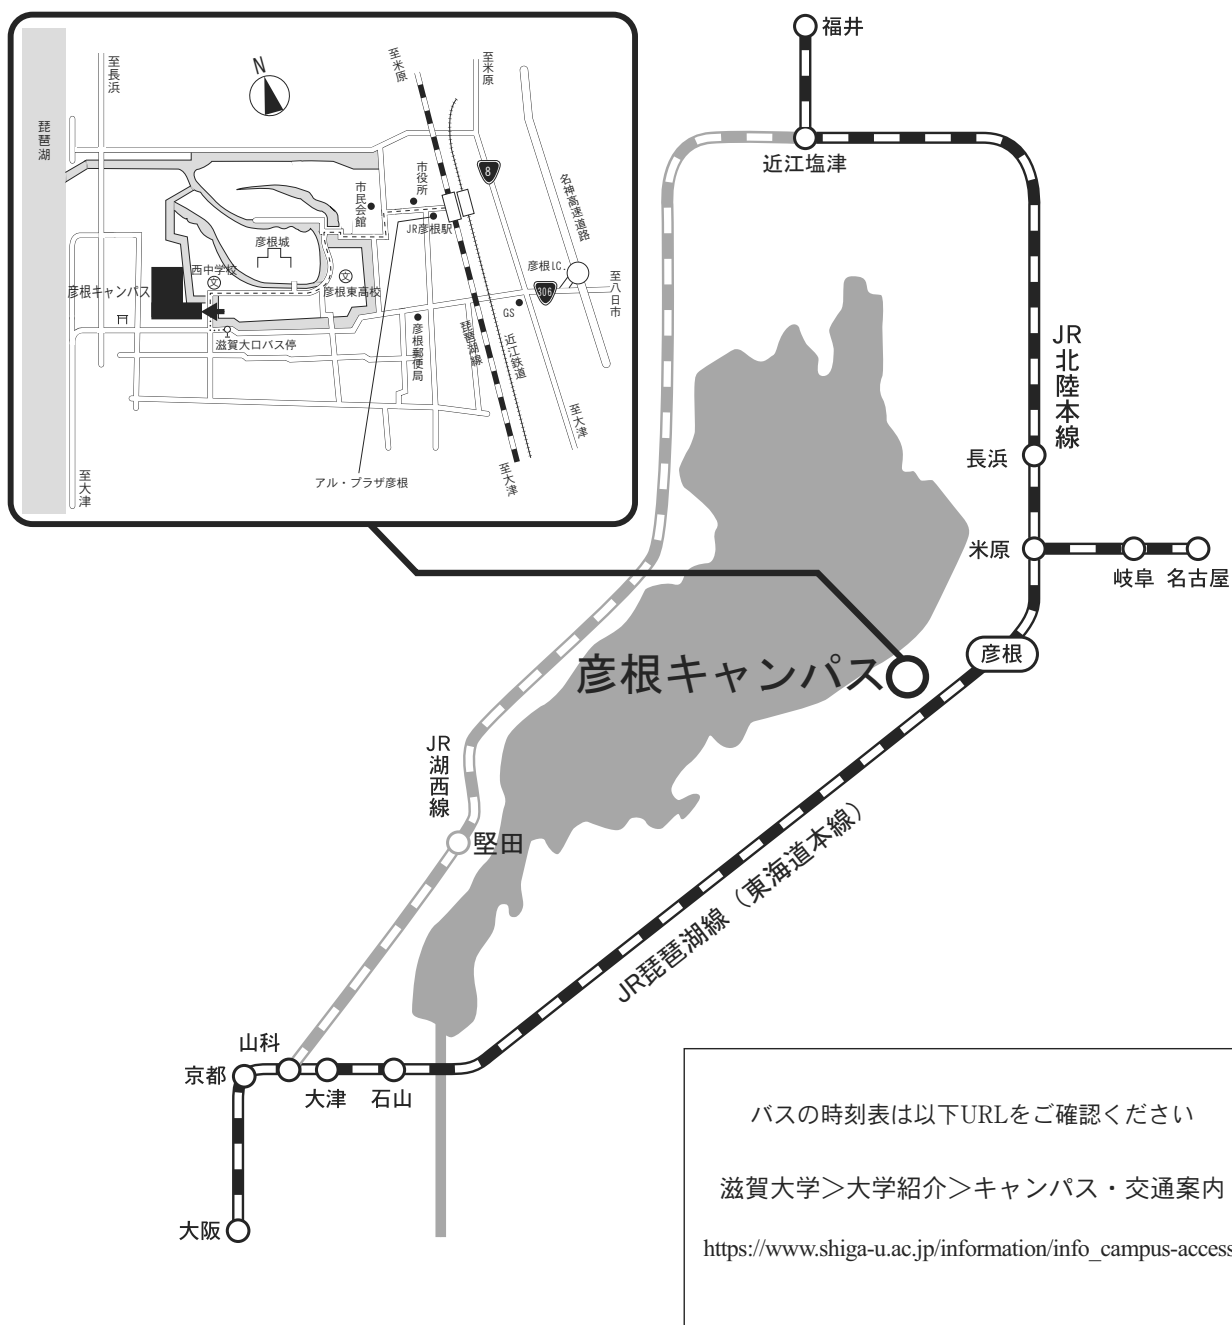 福井
近江塩津
JR北陸本線
長浜
米原
岐阜
名古屋
彦根
彦根キャンパス
JR湖西線
堅田
JR琵琶湖線（東海道本線）
山科
京都
大津
石山
大阪
琵琶湖
至長浜
N
至米原
至米原
8
名神高速道路
市役所
市民会館
JR彦根駅
彦根城
西中学校
文
文
彦根東高校
彦根キャンパス
彦根I.C.
306
至八日市
GS
滋賀大口バス停
彦根郵便局
琵琶湖線
近江鉄道
至大津
至大津
至大津
アル・プラザ彦根
バスの時刻表は以下URLをご確認ください
滋賀大学＞大学紹介＞キャンパス・交通案内
https://www.shiga-u.ac.jp/information/info_campus-access